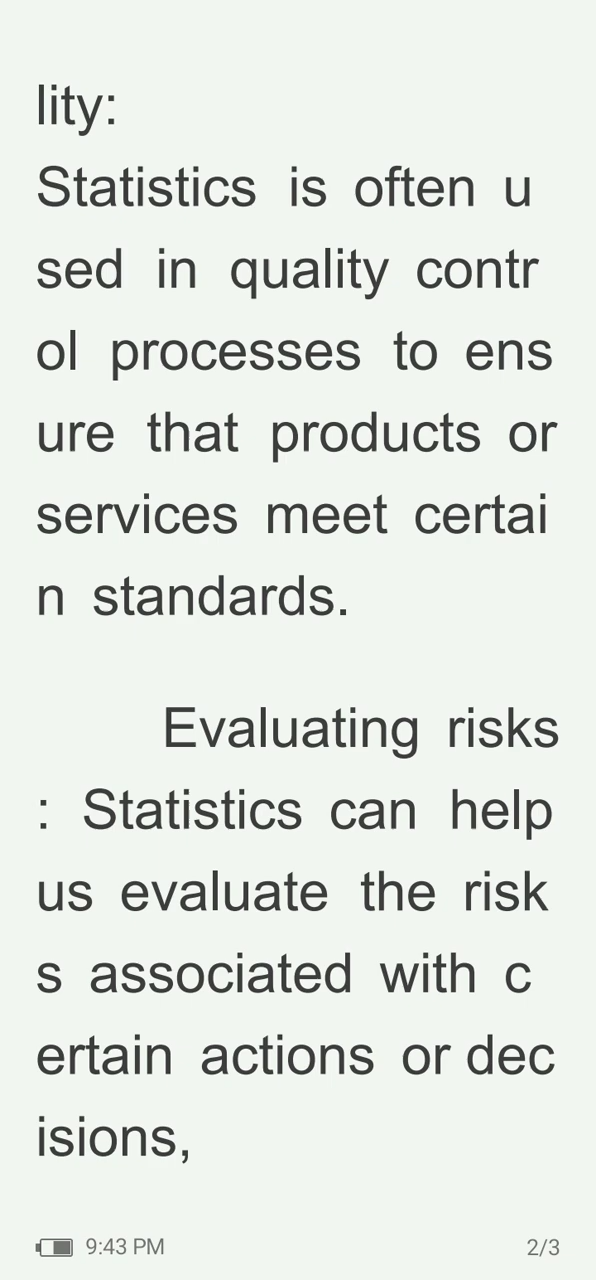 lity:
Statistics is often u
sed in quality contr
ol processes to ens
ure that products or
services meet certai
n standards.
Evaluating risks
: Statistics can help
us evaluate the risk
s associated with c
ertain actions or dec
isions,
9:43 PM
2/3